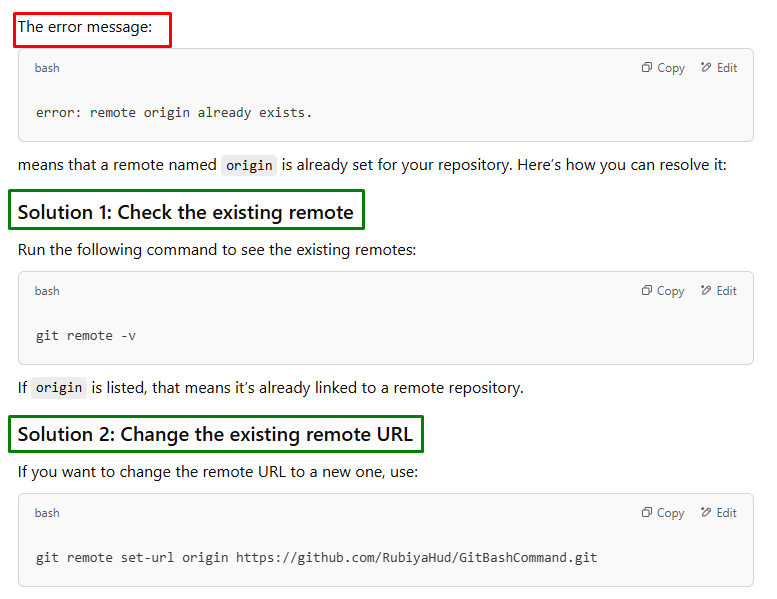 The error message:
bash Copy Edit
error: remote origin already exists.
means that a remote named origin is already set for your repository. Here’s how you can resolve it:
Solution 1: Check the existing remote
Run the following command to see the existing remotes:
bash Copy Edit
git remote -v
If origin is listed, that means it’s already linked to a remote repository.
Solution 2: Change the existing remote URL
If you want to change the remote URL to a new one, use:
bash Copy Edit
git remote set-url origin https://github.com/RubiyaHud/GitBashCommand.git